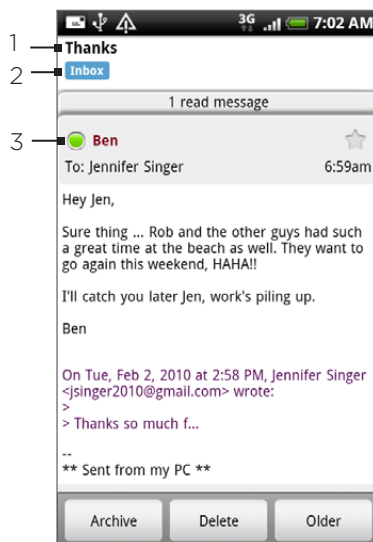 3G 7:02 AM
1 Thanks
2 Inbox
1 read message
3 Ben
To: Jennifer Singer 6:59am
Hey Jen,
Sure thing ... Rob and the other guys had such
a great time at the beach as well. They want to
go again this weekend, HAHA!!
I'll catch you later Jen, work's piling up.
Ben
On Tue, Feb 2, 2010 at 2:58 PM, Jennifer Singer
<jsinger2010@gmail.com> wrote:
>
> Thanks so much f...
--
** Sent from my PC **
Archive Delete Older